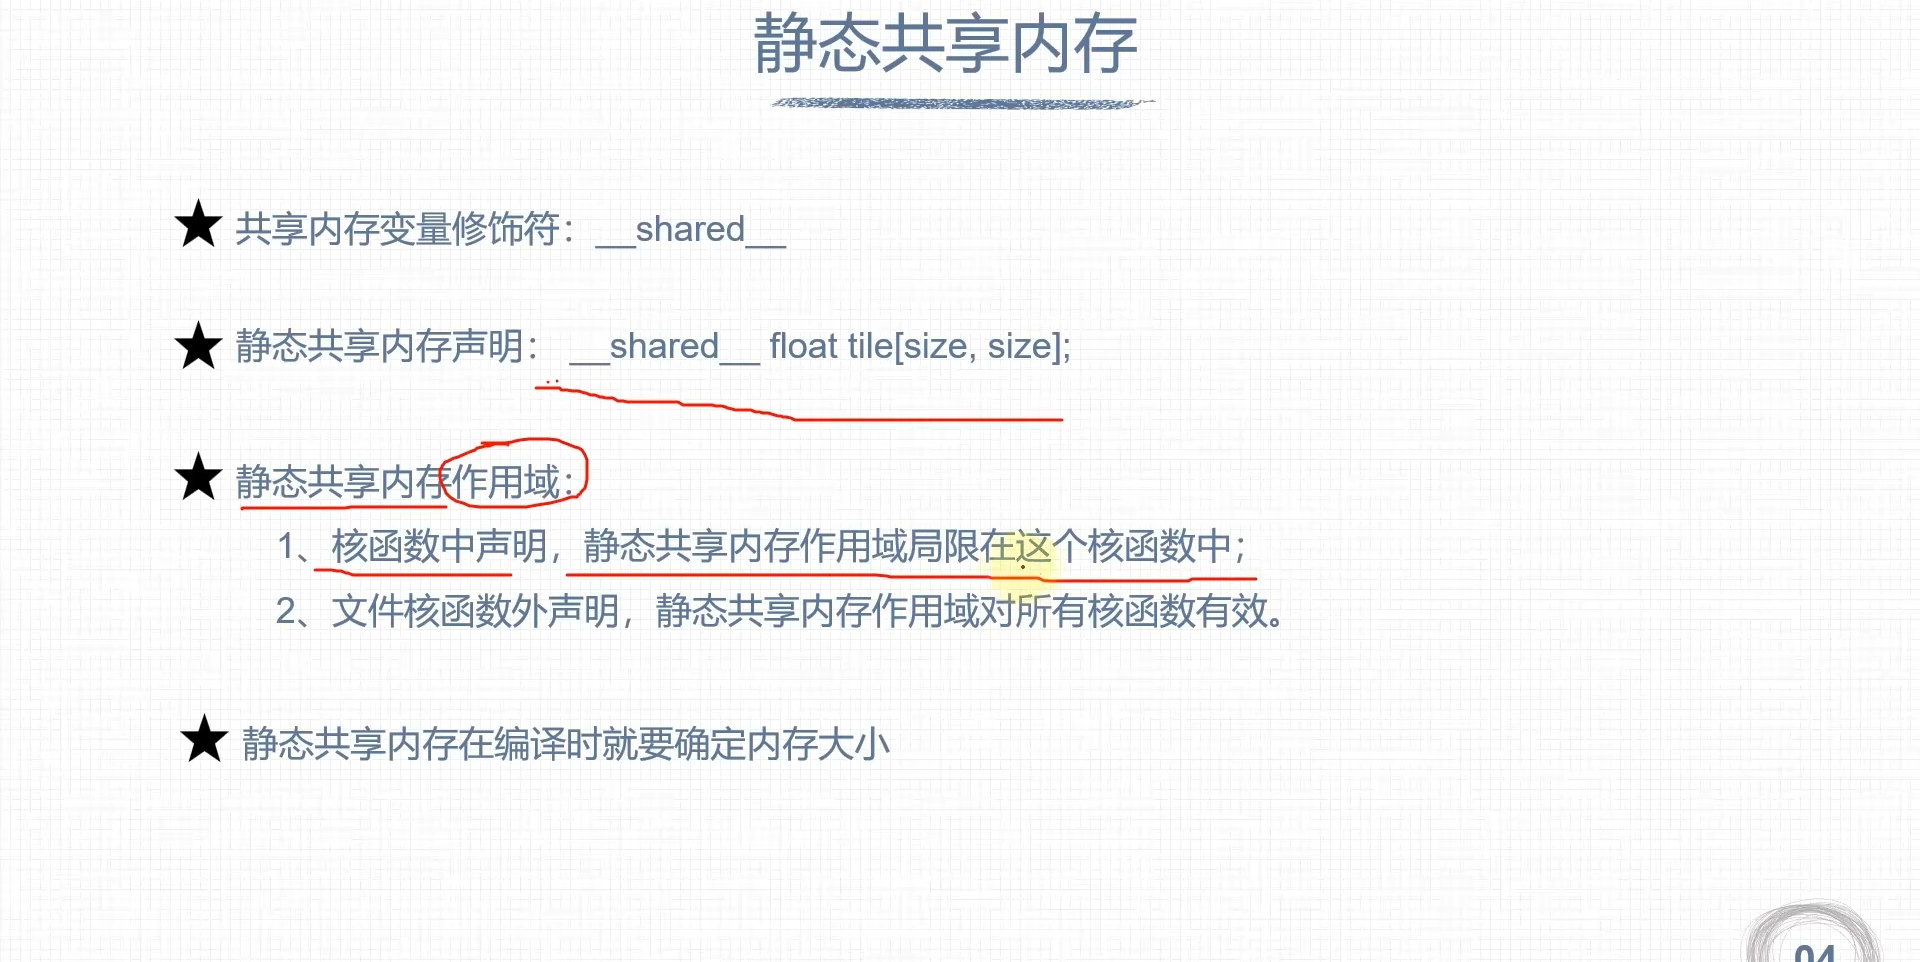 静态共享内存
★ 共享内存变量修饰符：__shared__
★ 静态共享内存声明： __shared__ float tile[size, size];
★ 静态共享内存作用域：
1、核函数中声明，静态共享内存作用域局限在这个核函数中；
2、文件核函数外声明，静态共享内存作用域对所有核函数有效。
★ 静态共享内存在编译时就要确定内存大小
04